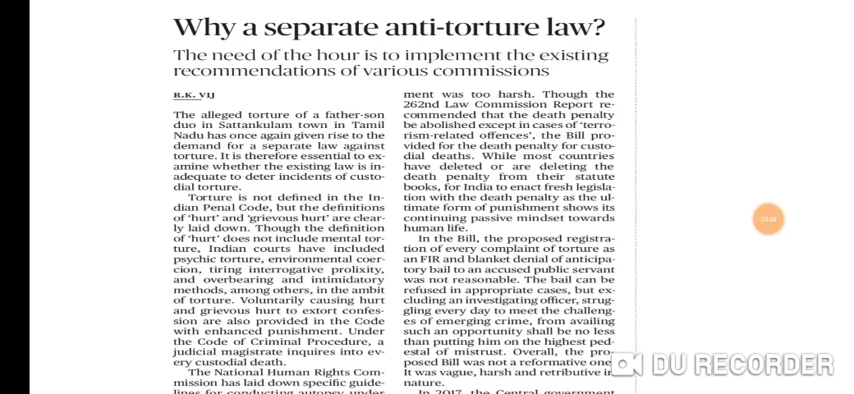 Why a separate anti-torture law?
The need of the hour is to implement the existing
recommendations of various commissions
R.K. VIJ
The alleged torture of a father-son
duo in Sattankulam town in Tamil
Nadu has once again given rise to the
demand for a separate law against
torture. It is therefore essential to ex-
amine whether the existing law is in-
adequate to deter incidents of custo-
dial torture.
Torture is not defined in the In-
dian Penal Code, but the definitions
of ‘hurt’ and ‘grievous hurt’ are clear-
ly laid down. Though the definition
of ‘hurt’ does not include mental tor-
ture, Indian courts have included
psychic torture, environmental coer-
cion, tiring interrogative prolixity,
and overbearing and intimidatory
methods, among others, in the ambit
of torture. Voluntarily causing hurt
and grievous hurt to extort confes-
sion are also provided in the Code
with enhanced punishment. Under
the Code of Criminal Procedure, a
judicial magistrate inquires into ev-
ery custodial death.
The National Human Rights Com-
mission has laid down specific guide-
lines for conducting autopsy under
ment was too harsh. Though the
262nd Law Commission Report re-
commended that the death penalty
be abolished except in cases of ‘terro-
rism-related offences’, the Bill pro-
vided for the death penalty for custo-
dial deaths. While most countries
have deleted or are deleting the
death penalty from their statute
books, for India to enact fresh legisla-
tion with the death penalty as the ul-
timate form of punishment shows its
continuing passive mindset towards
human life.
In the Bill, the proposed registra-
tion of every complaint of torture as
an FIR and blanket denial of anticipa-
tory bail to an accused public servant
was not reasonable. The bail can be
refused in appropriate cases, but ex-
cluding an investigating officer, strug-
gling every day to meet the challeng-
es of emerging crime, from availing
such an opportunity shall be no less
than putting him on the highest ped-
estal of mistrust. Overall, the pro-
posed Bill was not a reformative one.
It was vague, harsh and retributive in
nature.
In 2017, the Central government
00:04
DU RECORDER